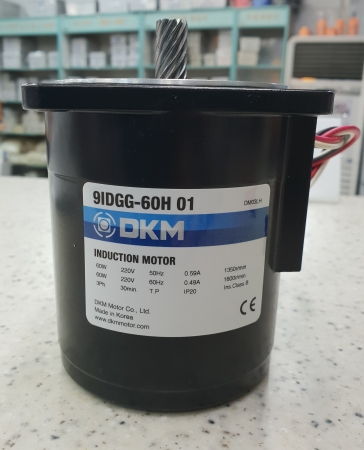 9IDGG-60H 01
DKM
INDUCTION MOTOR
60W 220V 50Hz 0.59A 1350r/min
60W 220V 60Hz 0.49A 1600r/min
3Ph 30min T.P IP20 Ins.Class B
DKM Motor Co., Ltd.
Made in Korea
www.dkmmotor.com
CE